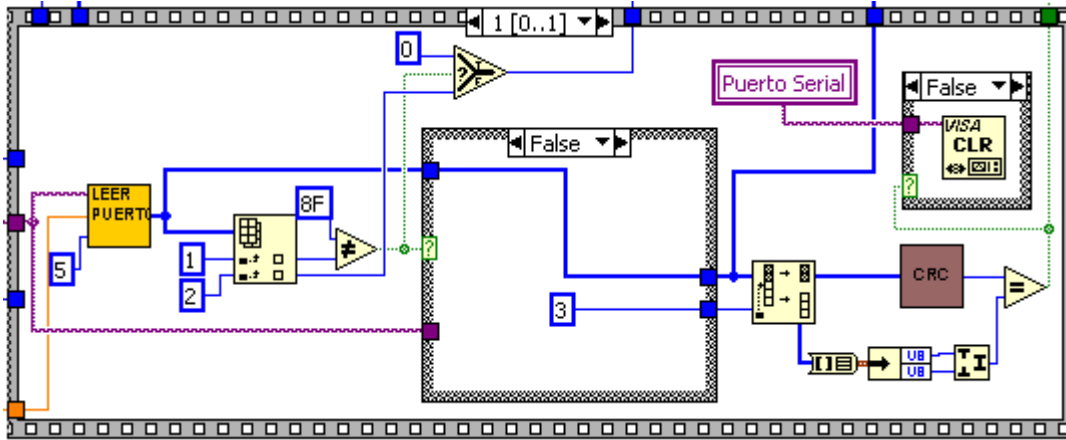 1 [0..1]
0
?
T
F
Puerto Serial
False
VISA
CLR
?
False
LEER
PUERTO
8F
≠
?
5
1
2
3
CRC
=
U8
U8